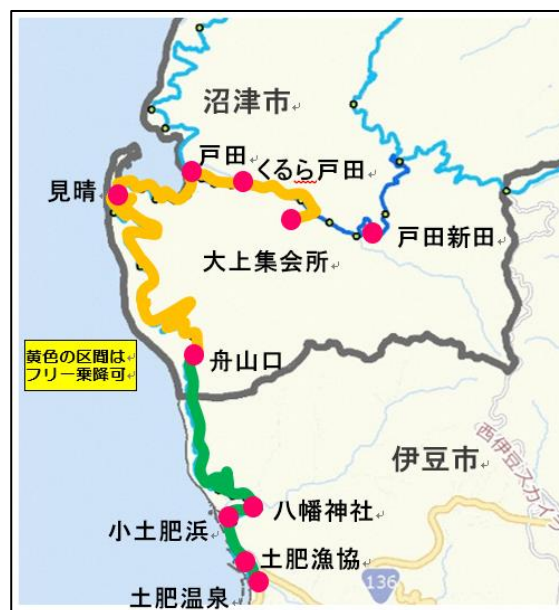 沼津市
戸田
くるら戸田
見晴
戸田新田
大上集会所
黄色の区間は
フリー乗降可
舟山口
伊豆市
西伊豆スカイ
八幡神社
小土肥浜
土肥漁協
136
土肥温泉